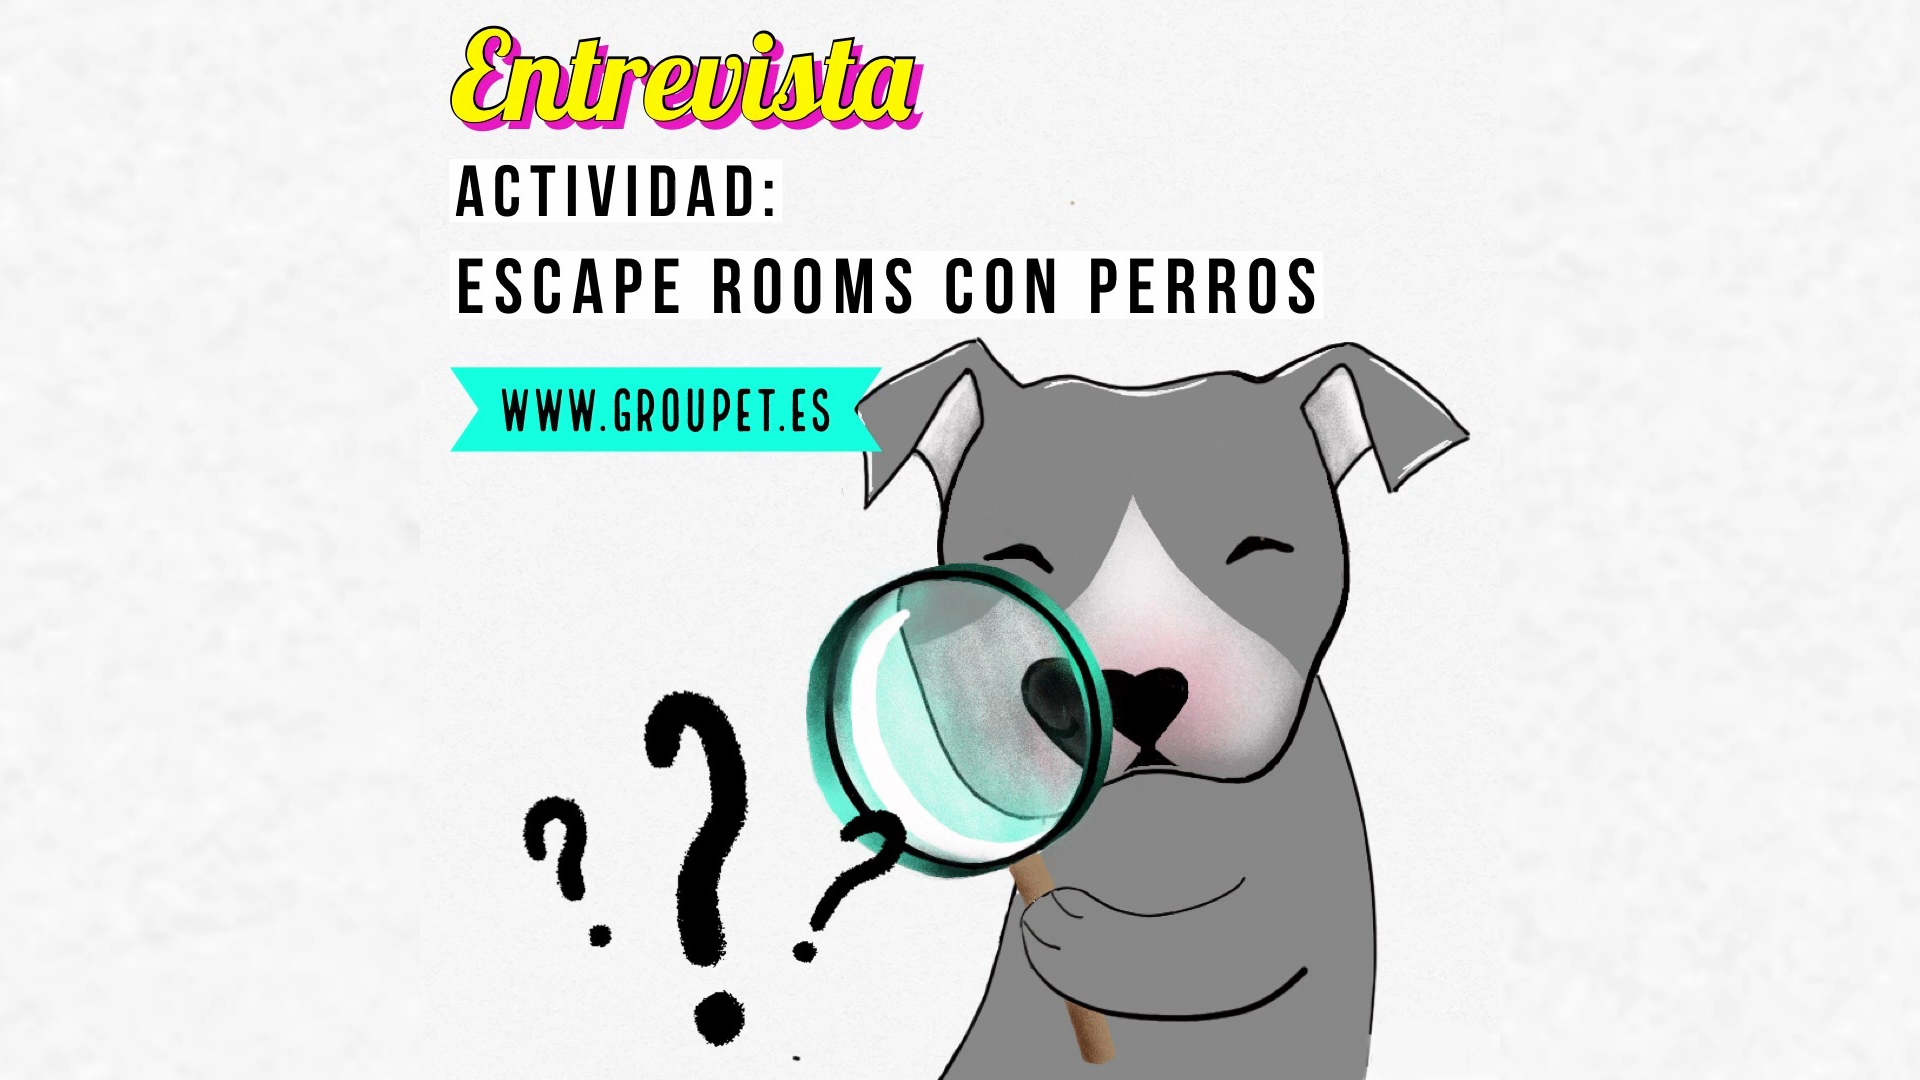 Entrevista
ACTIVIDAD:
ESCAPE ROOMS CON PERROS
WWW.GROUPET.ES
? ? ?